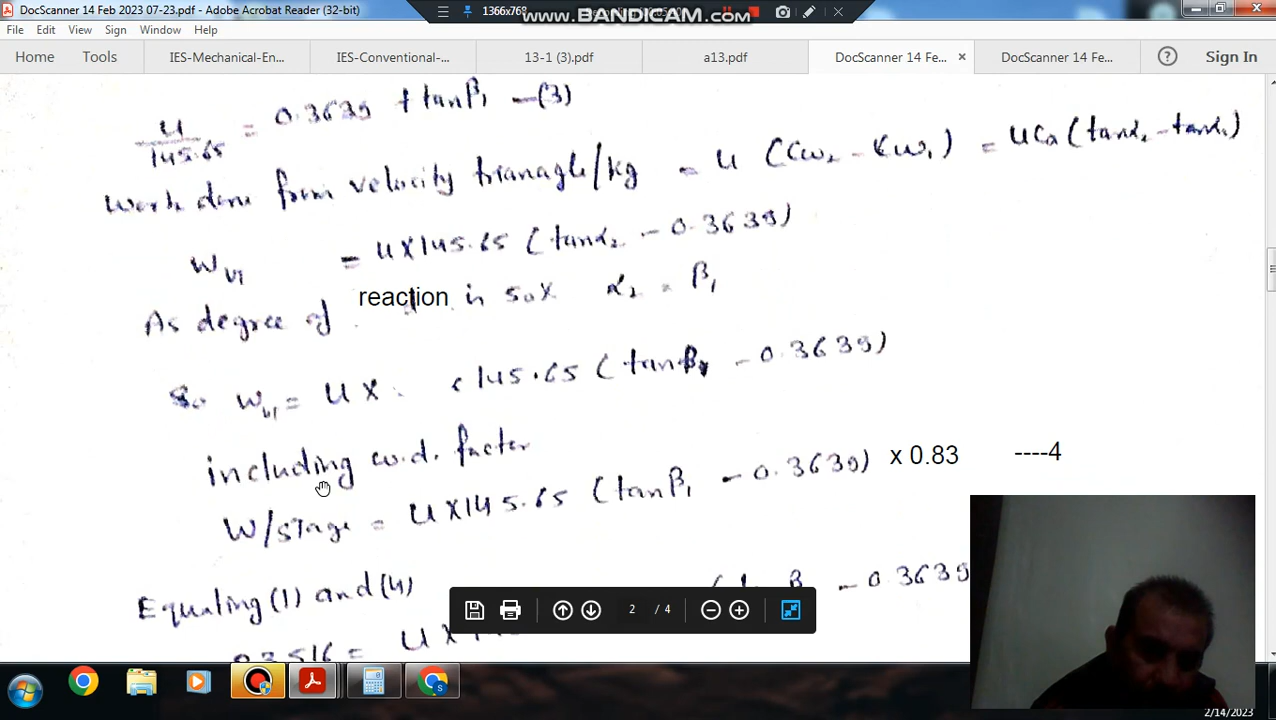 DocScanner 14 Feb 2023 07-23.pdf - Adobe Acrobat Reader (32-bit)
1366x768
www.BANDICAM.com
File Edit View Sign Window Help
Home Tools IES-Mechanical-En... IES-Conventional-... 13-1 (3).pdf a13.pdf DocScanner 14 Fe... × DocScanner 14 Fe... Sign In
u/145.65 = 0.3639 + tanβ₁ —(3)
Work done from velocity trianagle/kg = u (Cw₂ - Cw₁) = uCa (tanα₂ - tanα₁)
W = u×145.65 (tanα₂ - 0.3639)
As degree of reaction is 50% α₂ = β₁
So W = u × 145.65 (tanβ₁ - 0.3639)
including w.d. factor
W/stage = u×145.65 (tanβ₁ - 0.3639) x 0.83 ----4
Equating (1) and (4)
- 0.3639
2 / 4
2/14/2023